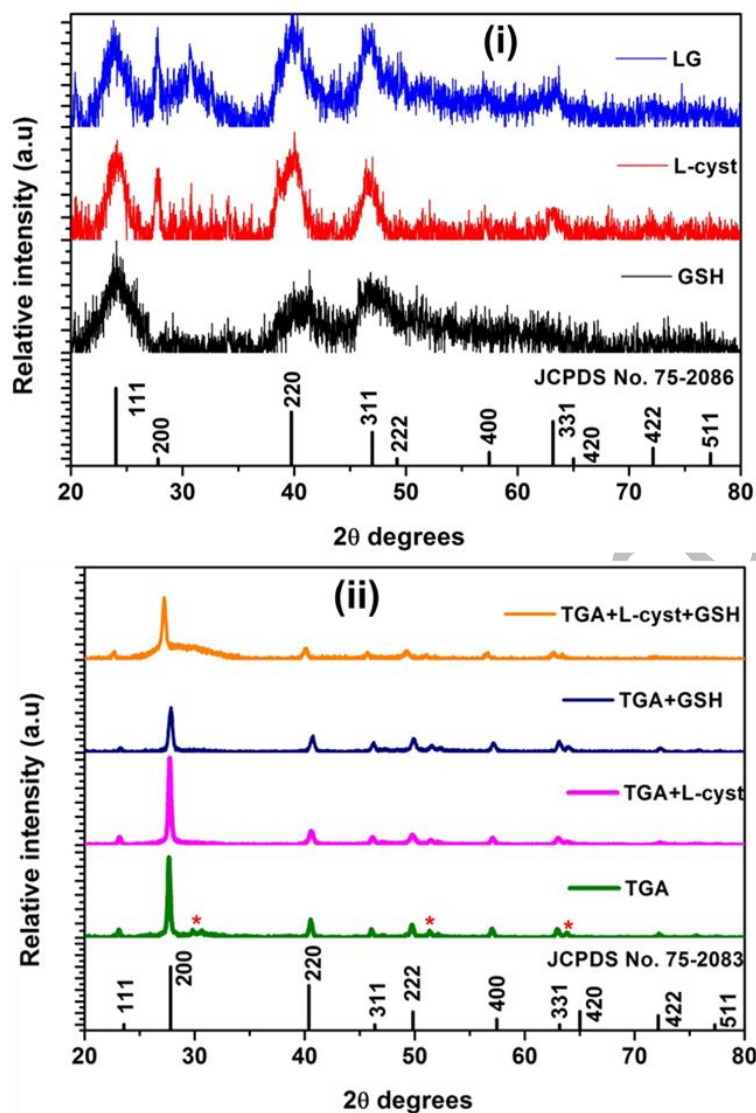 (i)
LG
L-cyst
GSH
JCPDS No. 75-2086
111
200
220
311
222
400
331
420
422
511
20 30 40 50 60 70 80
2θ degrees
Relative intensity (a.u)
(ii)
TGA+L-cyst+GSH
TGA+GSH
TGA+L-cyst
TGA
* * *
JCPDS No. 75-2083
111
200
220
311
222
400
331
420
422
511
20 30 40 50 60 70 80
2θ degrees
Relative intensity (a.u)